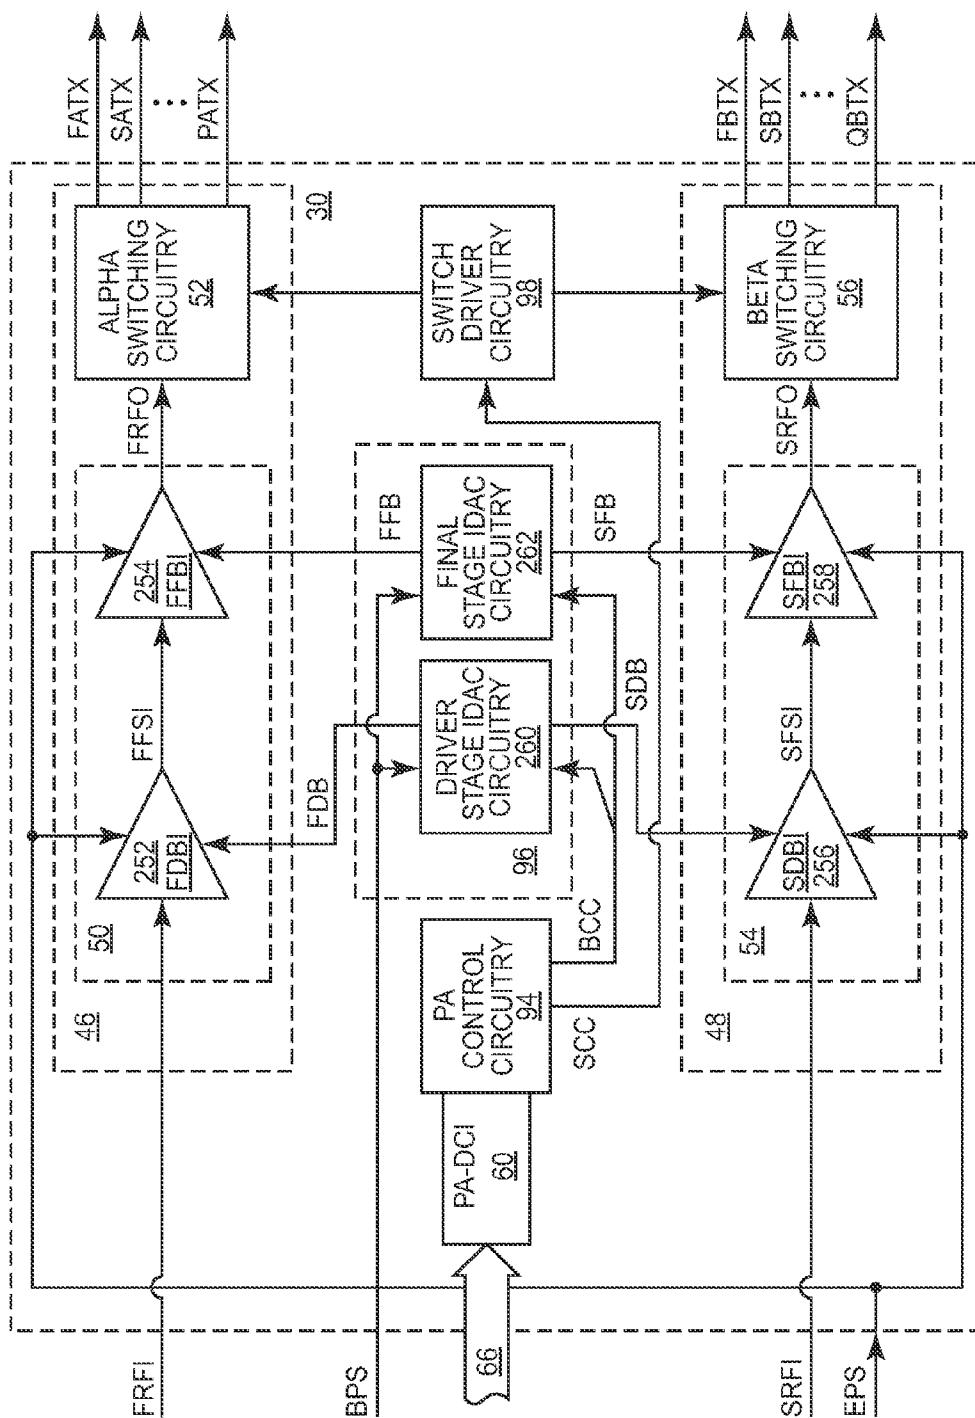 FATX
SATX
PATX
FBTX
SBTX
QBTX
30
ALPHA
SWITCHING
CIRCUITRY
52
SWITCH
DRIVER
CIRCUITRY
98
BETA
SWITCHING
CIRCUITRY
56
FRFO
SRFO
254
FFBI
FFB
FINAL
STAGE IDAC
CIRCUITRY
262
SFB
SFBI
258
FFSI
SDB
SFSI
252
FDBI
FDB
DRIVER
STAGE IDAC
CIRCUITRY
260
SDBI
256
96
50
46
PA
CONTROL
CIRCUITRY
94
BCC
SCC
54
48
PA-DCI
60
FRFI
BPS
66
SRFI
EPS